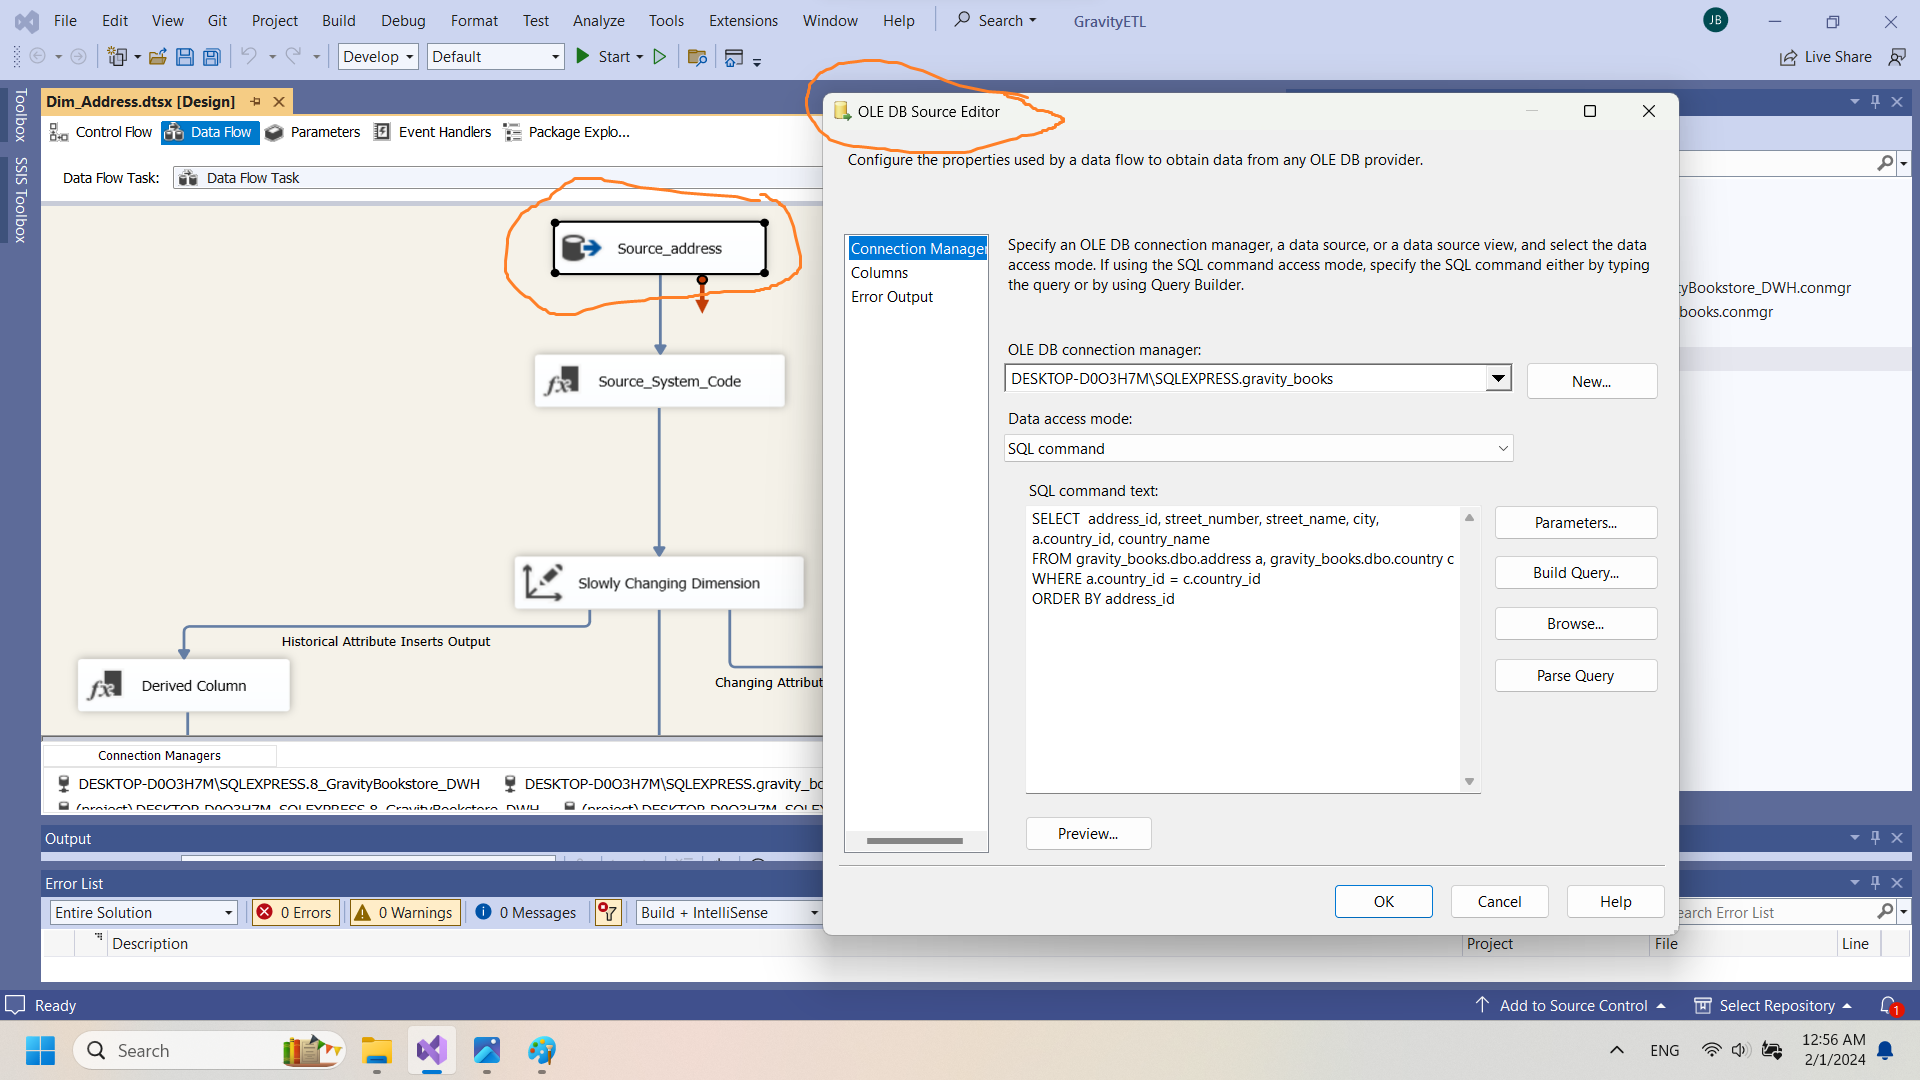 File Edit View Git Project Build Debug Format Test Analyze Tools Extensions Window Help Search GravityETL JB
Develop Default Start Live Share
Toolbox
SSIS Toolbox
Dim_Address.dtsx [Design]
Control Flow Data Flow Parameters Event Handlers Package Explo...
Data Flow Task: Data Flow Task
Source_address
Source_System_Code
Slowly Changing Dimension
Historical Attribute Inserts Output
Changing Attribut
Derived Column
Connection Managers
DESKTOP-D0O3H7M\SQLEXPRESS.8_GravityBookstore_DWH DESKTOP-D0O3H7M\SQLEXPRESS.gravity_bo
(project) DESKTOP-D0O3H7M_SQLEXPRESS.8_GravityBookstore_DWH (project) DESKTOP-D0O3H7M_SQLEX
OLE DB Source Editor
Configure the properties used by a data flow to obtain data from any OLE DB provider.
Connection Manager
Columns
Error Output
Specify an OLE DB connection manager, a data source, or a data source view, and select the data
access mode. If using the SQL command access mode, specify the SQL command either by typing
the query or by using Query Builder.
OLE DB connection manager:
DESKTOP-D0O3H7M\SQLEXPRESS.gravity_books New...
Data access mode:
SQL command
SQL command text:
SELECT  address_id, street_number, street_name, city,
a.country_id, country_name
FROM gravity_books.dbo.address a, gravity_books.dbo.country c
WHERE a.country_id = c.country_id
ORDER BY address_id
Parameters...
Build Query...
Browse...
Parse Query
Preview...
OK Cancel Help
yBookstore_DWH.conmgr
books.conmgr
Output
Error List
Entire Solution 0 Errors 0 Warnings 0 Messages Build + IntelliSense earch Error List
Description Project File Line
Ready Add to Source Control Select Repository 1
Search ENG 12:56 AM
2/1/2024